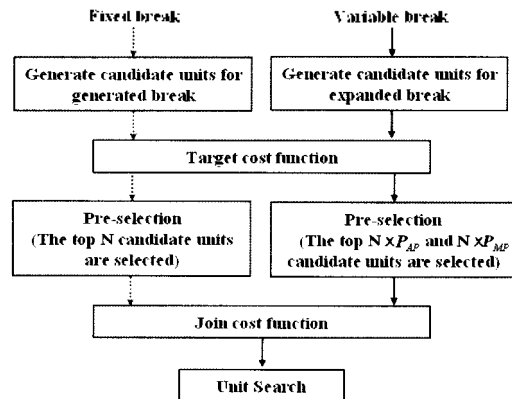 Fixed break
Variable break
Generate candidate units for
generated break
Generate candidate units for
expanded break
Target cost function
Pre-selection
(The top N candidate units
are selected)
Pre-selection
(The top N ×P_AP and N ×P_MP
candidate units are selected)
Join cost function
Unit Search